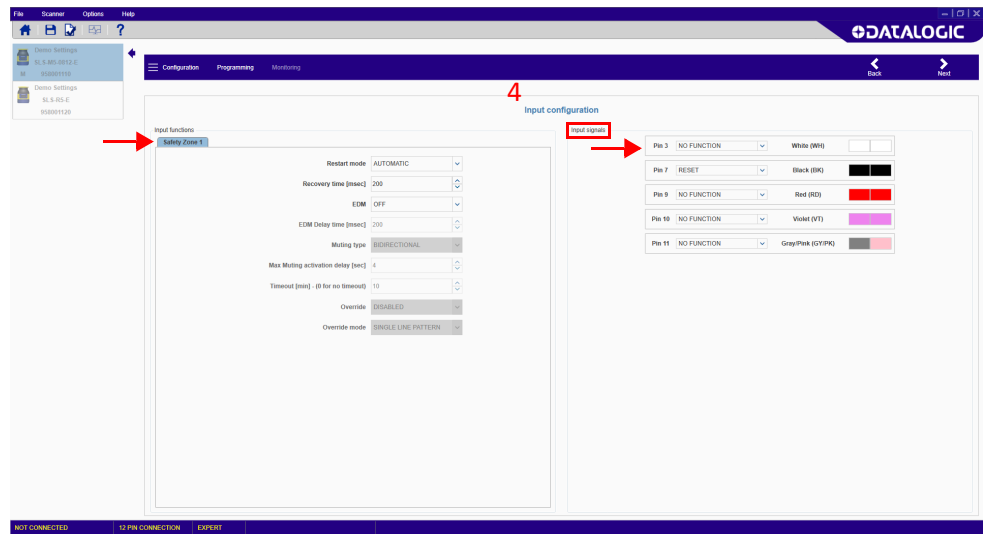 File Scanner Options Help
DATALOGIC
Demo Settings
SLS-M5-0812-E
M 958001110
Demo Settings
SLS-R5-E
958001120
Configuration Programming Monitoring Back Next
4
Input configuration
Input functions
Safety Zone 1
Restart mode AUTOMATIC
Recovery time [msec] 200
EDM OFF
EDM Delay time [msec] 200
Muting type BIDIRECTIONAL
Max Muting activation delay [sec] 4
Timeout [min] - (0 for no timeout) 10
Override DISABLED
Override mode SINGLE LINE PATTERN
Input signals
Pin 3 NO FUNCTION White (WH)
Pin 7 RESET Black (BK)
Pin 9 NO FUNCTION Red (RD)
Pin 10 NO FUNCTION Violet (VT)
Pin 11 NO FUNCTION Gray/Pink (GY/PK)
NOT CONNECTED 12 PIN CONNECTION EXPERT